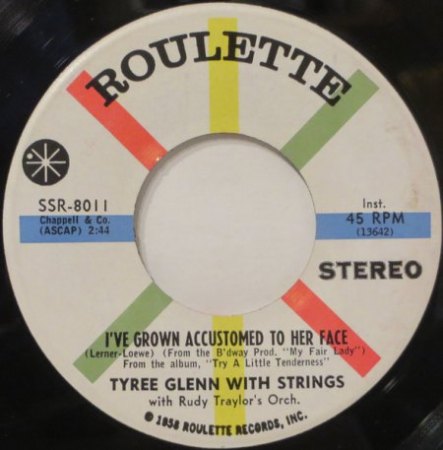 ROULETTE
SSR-8011
Chappell & Co.
(ASCAP) 2:44
Inst.
45 RPM
(13642)
STEREO
I'VE GROWN ACCUSTOMED TO HER FACE
(Lerner-Loewe) (From the B'dway Prod. "My Fair Lady")
From the album, "Try A Little Tenderness"
TYREE GLENN WITH STRINGS
with Rudy Traylor's Orch.
© 1958 ROULETTE RECORDS, INC.